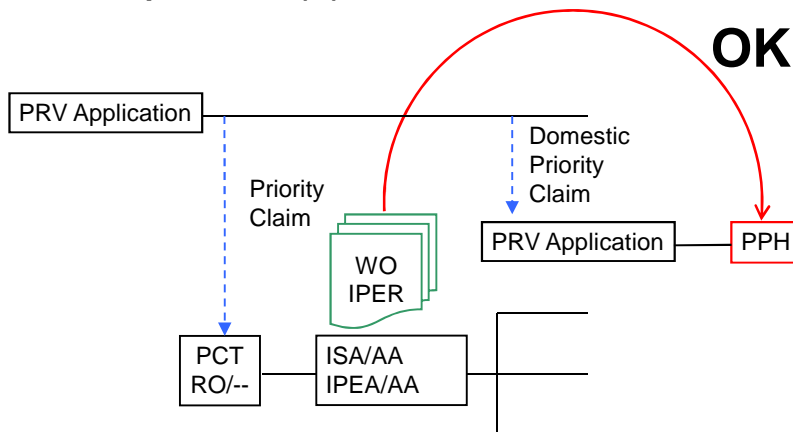 OK
PRV Application
Domestic
Priority
Claim
Priority
Claim
PRV Application
PPH
WO
IPER
PCT
RO/--
ISA/AA
IPEA/AA